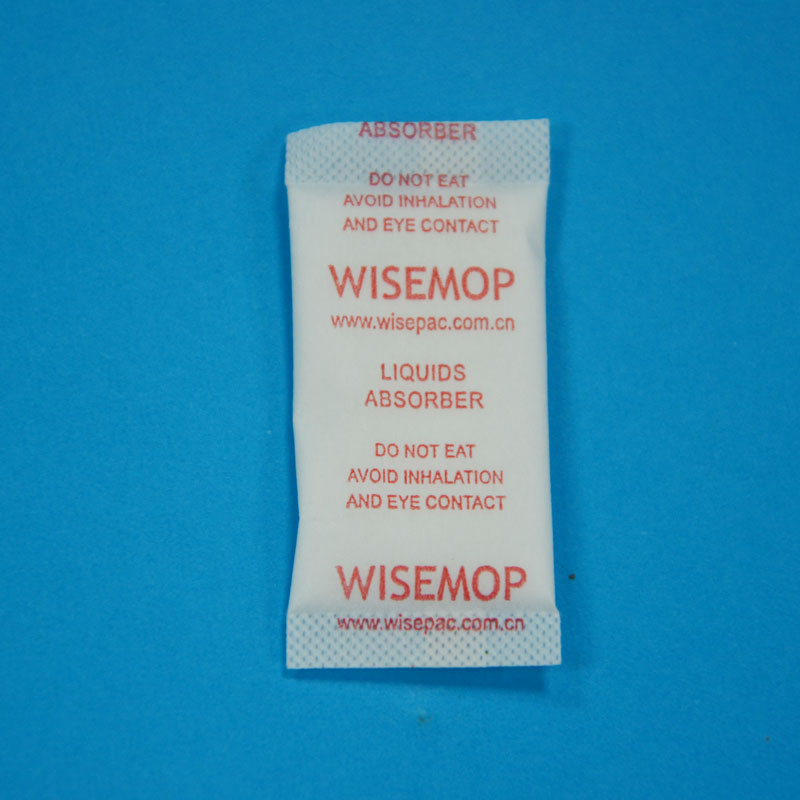 ABSORBER
DO NOT EAT
AVOID INHALATION
AND EYE CONTACT
WISEMOP
www.wisepac.com.cn
LIQUIDS
ABSORBER
DO NOT EAT
AVOID INHALATION
AND EYE CONTACT
WISEMOP
www.wisepac.com.cn